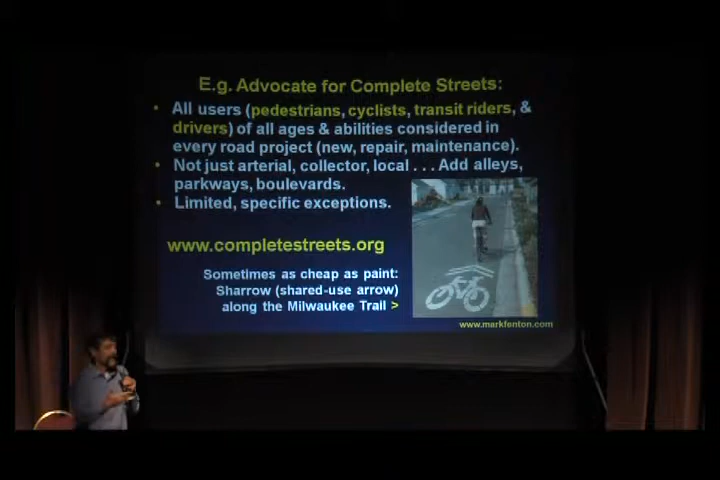 E.g. Advocate for Complete Streets:
• All users (pedestrians, cyclists, transit riders, &
drivers) of all ages & abilities considered in
every road project (new, repair, maintenance).
• Not just arterial, collector, local . . . Add alleys,
parkways, boulevards.
• Limited, specific exceptions.
www.completestreets.org
Sometimes as cheap as paint:
Sharrow (shared-use arrow)
along the Milwaukee Trail >
www.markfenton.com